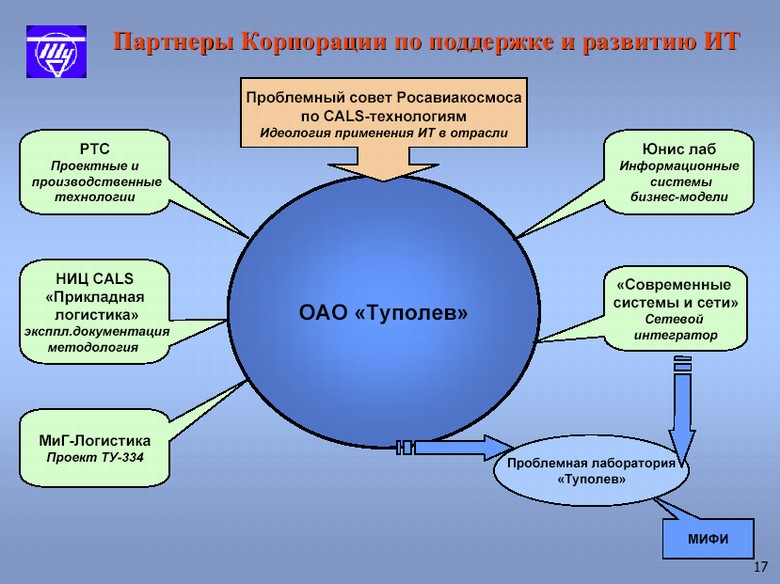 Партнеры Корпорации по поддержке и развитию ИТ
Ту
Проблемный совет Росавиакосмоса
по CALS-технологиям
Идеология применения ИТ в отрасли
РТС
Проектные и
производственные
технологии
Юнис лаб
Информационные
системы
бизнес-модели
НИЦ CALS
«Прикладная
логистика»
эксппл.документация
методология
ОАО «Туполев»
«Современные
системы и сети»
Сетевой
интегратор
МиГ-Логистика
Проект ТУ-334
Проблемная лаборатория
«Туполев»
МИФИ
17